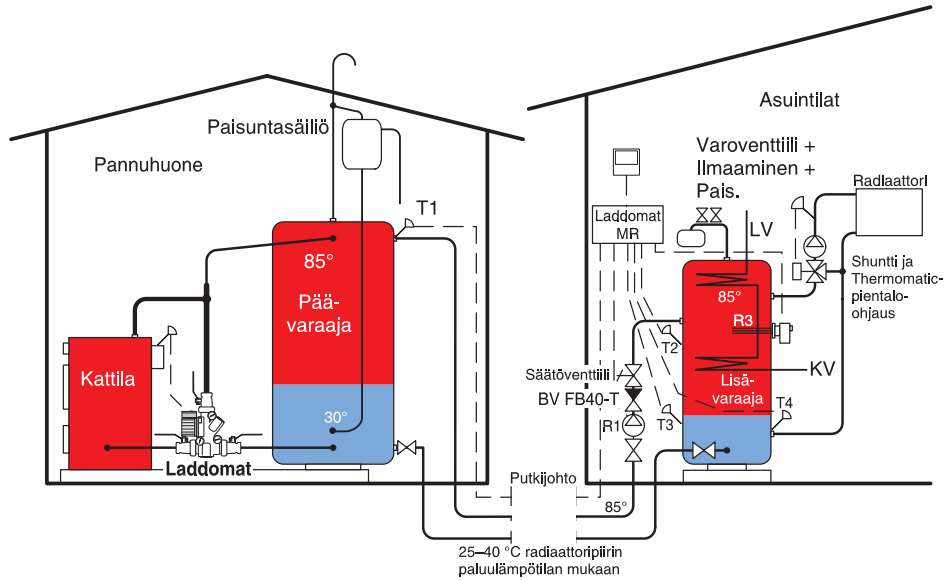 Paisuntasäiliö
Pannuhuone
T1
85°
Pää-
varaaja
30°
Kattila
Laddomat
Asuintilat
Varoventtiili +
Ilmaaminen +
Pais.
Radlaattorl
Laddomat
MR
LV
Shuntti ja
Thermomatic-
pientalo-
ohjaus
85°
R3
T2
Säätöventtiili
KV
BV FB40-T
Lisä-
varaaja
T4
R1
T3
Putkijohto
85°
25–40 °C radiaattoripiirin
paluulämpötilan mukaan